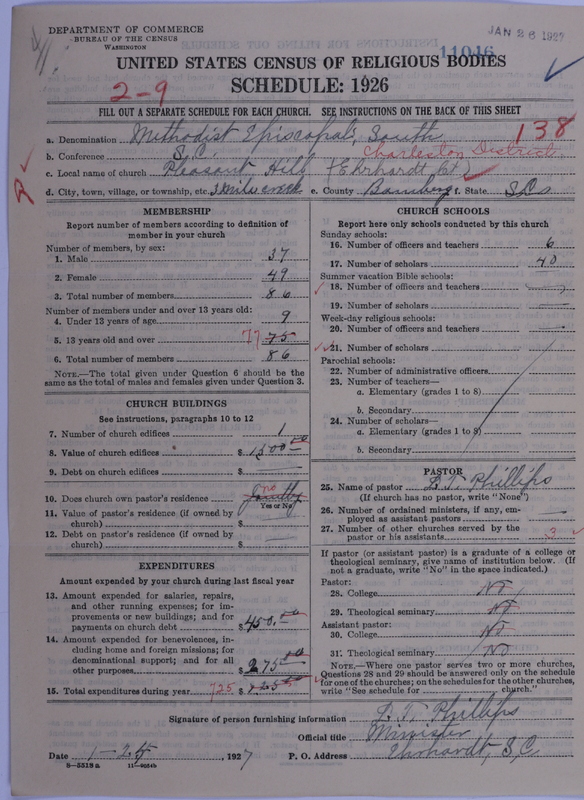 DEPARTMENT OF COMMERCE
BUREAU OF THE CENSUS
WASHINGTON
JAN 26 1927
11046
UNITED STATES CENSUS OF RELIGIOUS BODIES
SCHEDULE: 1926
2-9
FILL OUT A SEPARATE SCHEDULE FOR EACH CHURCH. SEE INSTRUCTIONS ON THE BACK OF THIS SHEET
a. Denomination Methodist Episcopal, South 138
b. Conference S.C. Charleston District,
c. Local name of church Pleasant Hill (Ehrhardt Ct)
d. City, town, village, or township, etc. 3 mile creek e. County Bamberg f. State S.C.
MEMBERSHIP
Report number of members according to definition of
member in your church
Number of members, by sex:
1. Male 37
2. Female 49
3. Total number of members 86
Number of members under and over 13 years old:
4. Under 13 years of age 9
5. 13 years old and over 77 75
6. Total number of members 86
NOTE.—The total given under Question 6 should be
same as the total of males and females given under Question 3.
CHURCH BUILDINGS
See instructions, paragraphs 10 to 12
7. Number of church edifices 1
8. Value of church edifices $1500.00
9. Debt on church edifices $
10. Does church own pastor's residence no
Yes or No
11. Value of pastor's residence (if owned by
church) $
12. Debt on pastor's residence (if owned by
church) $
EXPENDITURES
Amount expended by your church during last fiscal year
13. Amount expended for salaries, repairs,
and other running expenses; for im-
provements or new buildings; and for
payments on church debt $450.00
14. Amount expended for benevolences, in-
cluding home and foreign missions; for
denominational support; and for all
other purposes $275.00
15. Total expenditures during year 725 $
CHURCH SCHOOLS
Report here only schools conducted by this church
Sunday schools:
16. Number of officers and teachers 6
17. Number of scholars 40
Summer vacation Bible schools:
18. Number of officers and teachers
19. Number of scholars
Week-day religious schools:
20. Number of officers and teachers
21. Number of scholars
Parochial schools:
22. Number of administrative officers
23. Number of teachers—
a. Elementary (grades 1 to 8)
b. Secondary
24. Number of scholars—
a. Elementary (grades 1 to 8)
b. Secondary
PASTOR
25. Name of pastor D. T. Phillips
(If church has no pastor, write "None")
26. Number of ordained ministers, if any, em-
ployed as assistant pastors
27. Number of other churches served by the
pastor or his assistants 3
If pastor (or assistant pastor) is a graduate of a college or
theological seminary, give name of institution below. (If
not a graduate, write "No" in the space indicated.)
Pastor:
28. College No
29. Theological seminary No
Assistant pastor:
30. College No
31. Theological seminary No
NOTE.—Where one pastor serves two or more churches,
Questions 28 and 29 should be answered only on the schedule
for one of the churches; on the schedules for the other churches,
write "See schedule for church."
Signature of person furnishing information D. T. Phillips
Official title Minister
Date 1-24, 1927 P. O. Address Ehrhardt, S.C.
8—5518a 11—9054b